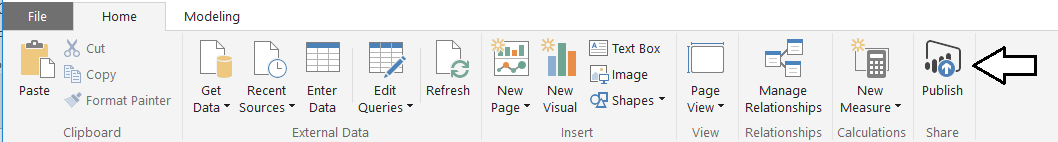 File
Home
Modeling
Paste
Cut
Copy
Format Painter
Clipboard
Get
Data
Recent
Sources
Enter
Data
Edit
Queries
Refresh
External Data
New
Page
New
Visual
Text Box
Image
Shapes
Insert
Page
View
View
Manage
Relationships
Relationships
New
Measure
Calculations
Publish
Share